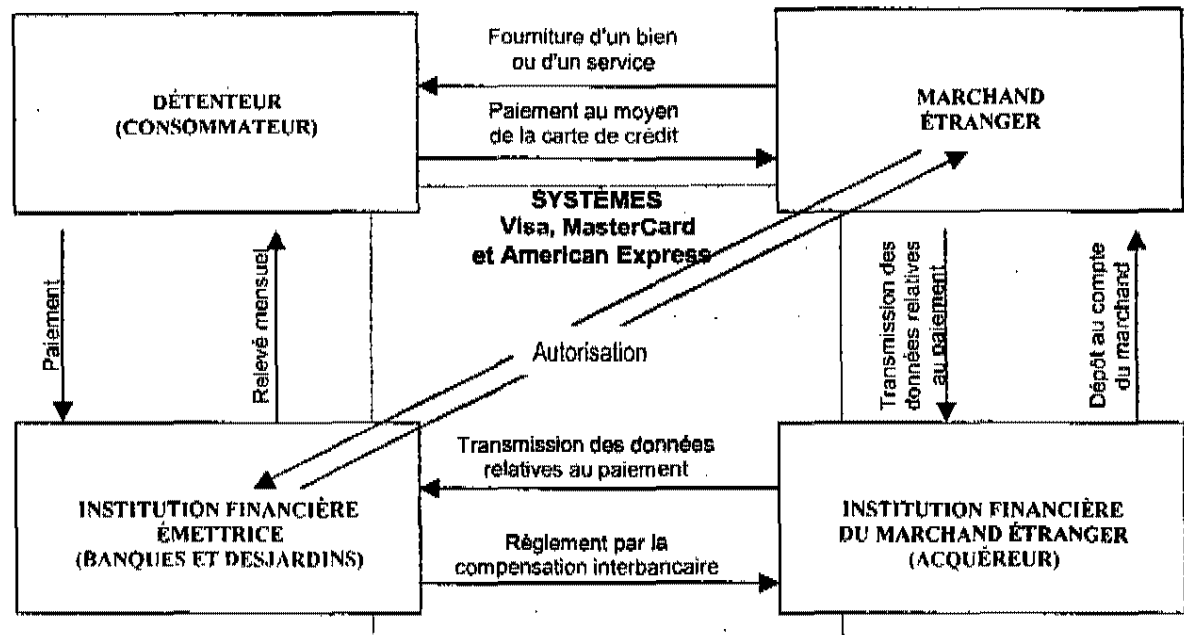 Fourniture d'un bien
ou d'un service
DÉTENTEUR
(CONSOMMATEUR)
MARCHAND
ÉTRANGER
Paiement au moyen
de la carte de crédit
SYSTÈMES
Visa, MasterCard
et American Express
Paiement
Relevé mensuel
Autorisation
Transmission des
données relatives
au paiement
Dépôt au compte
du marchand
Transmission des données
relatives au paiement
INSTITUTION FINANCIÈRE
ÉMETTRICE
(BANQUES ET DESJARDINS)
INSTITUTION FINANCIÈRE
DU MARCHAND ÉTRANGER
(ACQUÉREUR)
Règlement par la
compensation interbancaire